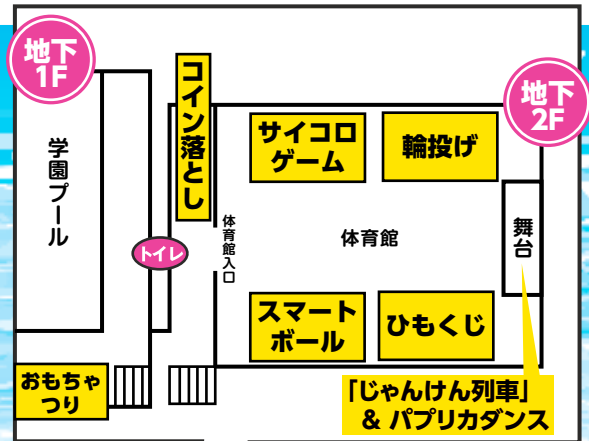 地下
1F
地下
2F
コイン落とし
サイコロ
ゲーム
輪投げ
学園プール
体育館入口
体育館
舞台
トイレ
スマート
ボール
ひもくじ
おもちゃ
つり
「じゃんけん列車」
& パプリカダンス